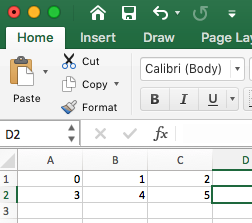 Home Insert Draw Page Lay
Cut
Calibri (Body)
Copy
Paste
Format
B I U
D2 fx
A B C D
1 0 1 2
2 3 4 5
3